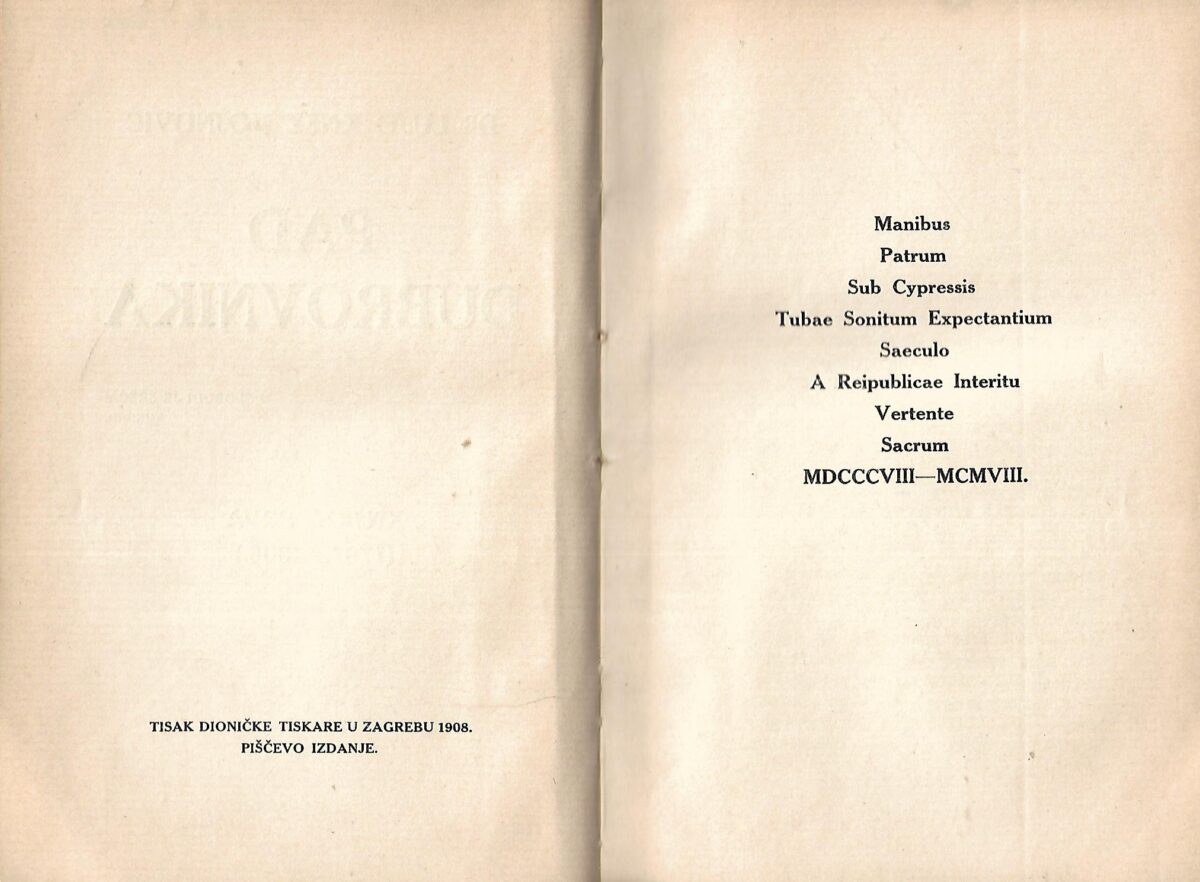 TISAK DIONIČKE TISKARE U ZAGREBU 1908.
PIŠČEVO IZDANJE.
Manibus
Patrum
Sub Cypressis
Tubae Sonitum Expectantium
Saeculo
A Reipublicae Interitu
Vertente
Sacrum
MDCCCVIII—MCMVIII.